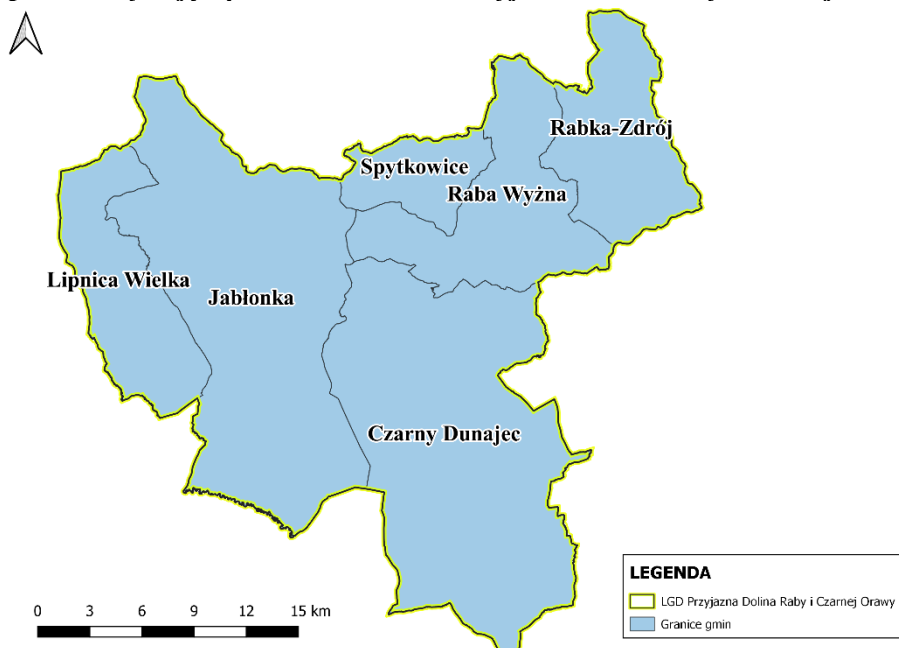 Rabka-Zdrój
Spytkowice
Raba Wyżna
Lipnica Wielka
Jabłonka
Czarny Dunajec
LEGENDA
LGD Przyjazna Dolina Raby i Czarnej Orawy
Granice gmin
0 3 6 9 12 15 km